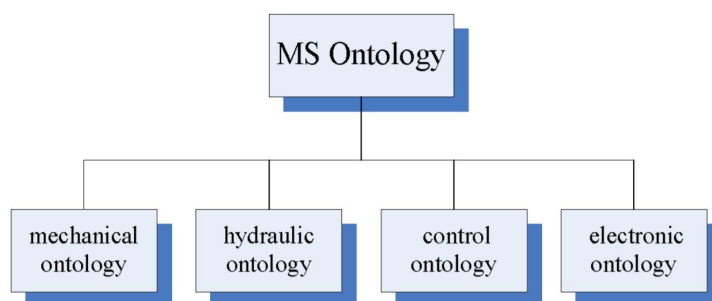 MS Ontology
mechanical
ontology
hydraulic
ontology
control
ontology
electronic
ontology